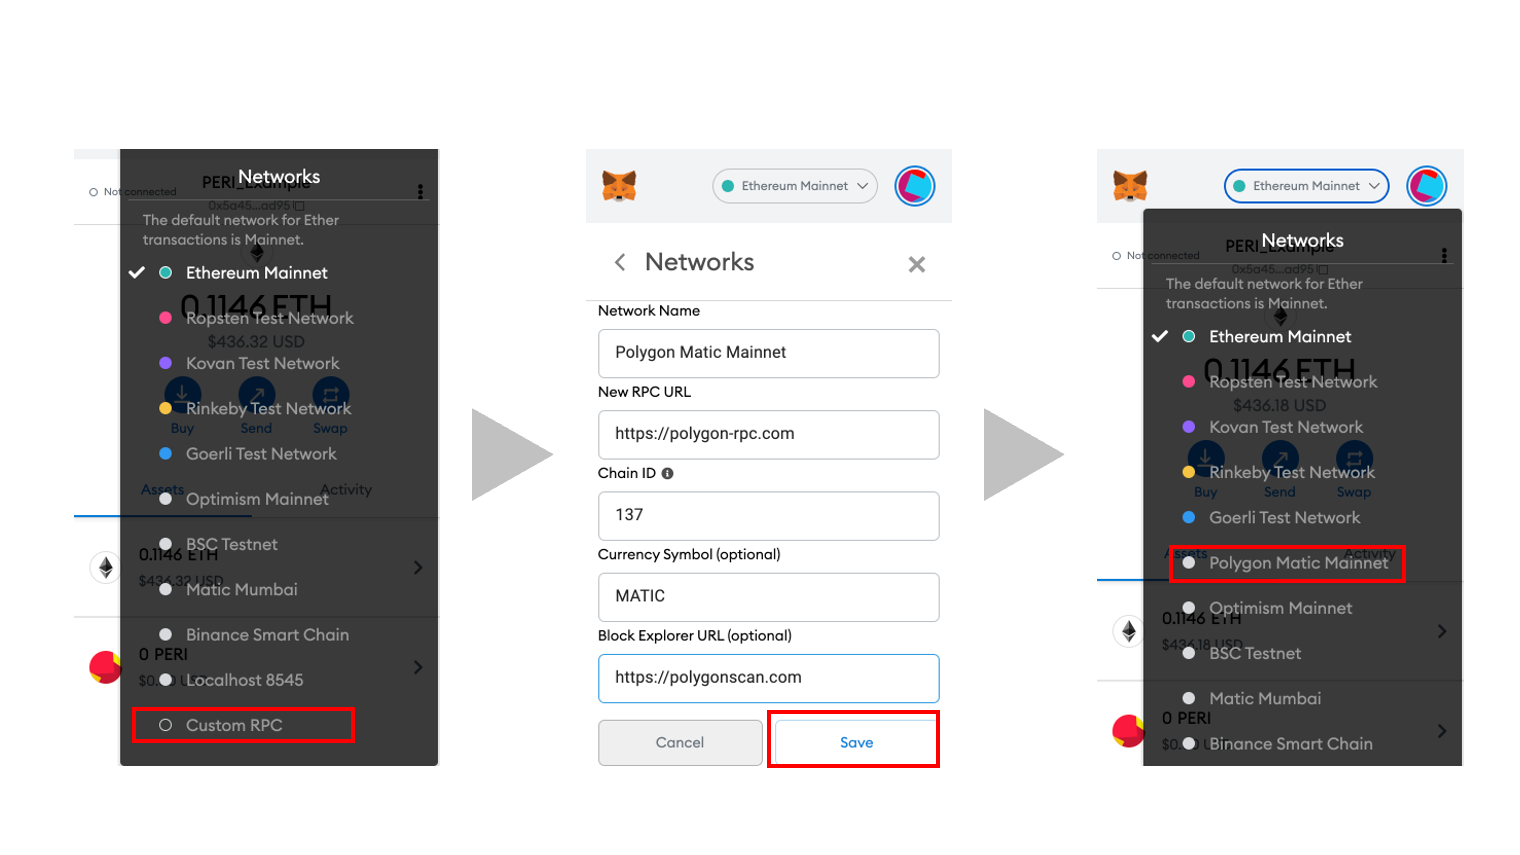 Networks
PERI_Example
Not connected
0x5a45...ad95
The default network for Ether
transactions is Mainnet.
Ethereum Mainnet
0.1146 ETH
Ropsten Test Network
$436.32 USD
Kovan Test Network
Rinkeby Test Network
Buy
Send
Swap
Goerli Test Network
Assets
Activity
Optimism Mainnet
BSC Testnet
0.1146 ETH
$436.32 USD
Matic Mumbai
Binance Smart Chain
0 PERI
Localhost 8545
Custom RPC
Ethereum Mainnet
Networks
Network Name
Polygon Matic Mainnet
New RPC URL
https://polygon-rpc.com
Chain ID
137
Currency Symbol (optional)
MATIC
Block Explorer URL (optional)
https://polygonscan.com
Cancel
Save
Ethereum Mainnet
Networks
PERI_Example
Not connected
0x5a45...ad95
The default network for Ether
transactions is Mainnet.
Ethereum Mainnet
0.1146 ETH
Ropsten Test Network
$436.18 USD
Kovan Test Network
Rinkeby Test Network
Buy
Send
Swap
Goerli Test Network
Assets
Activity
Polygon Matic Mainnet
Optimism Mainnet
0.1146 ETH
$436.18 USD
BSC Testnet
Matic Mumbai
0 PERI
Binance Smart Chain